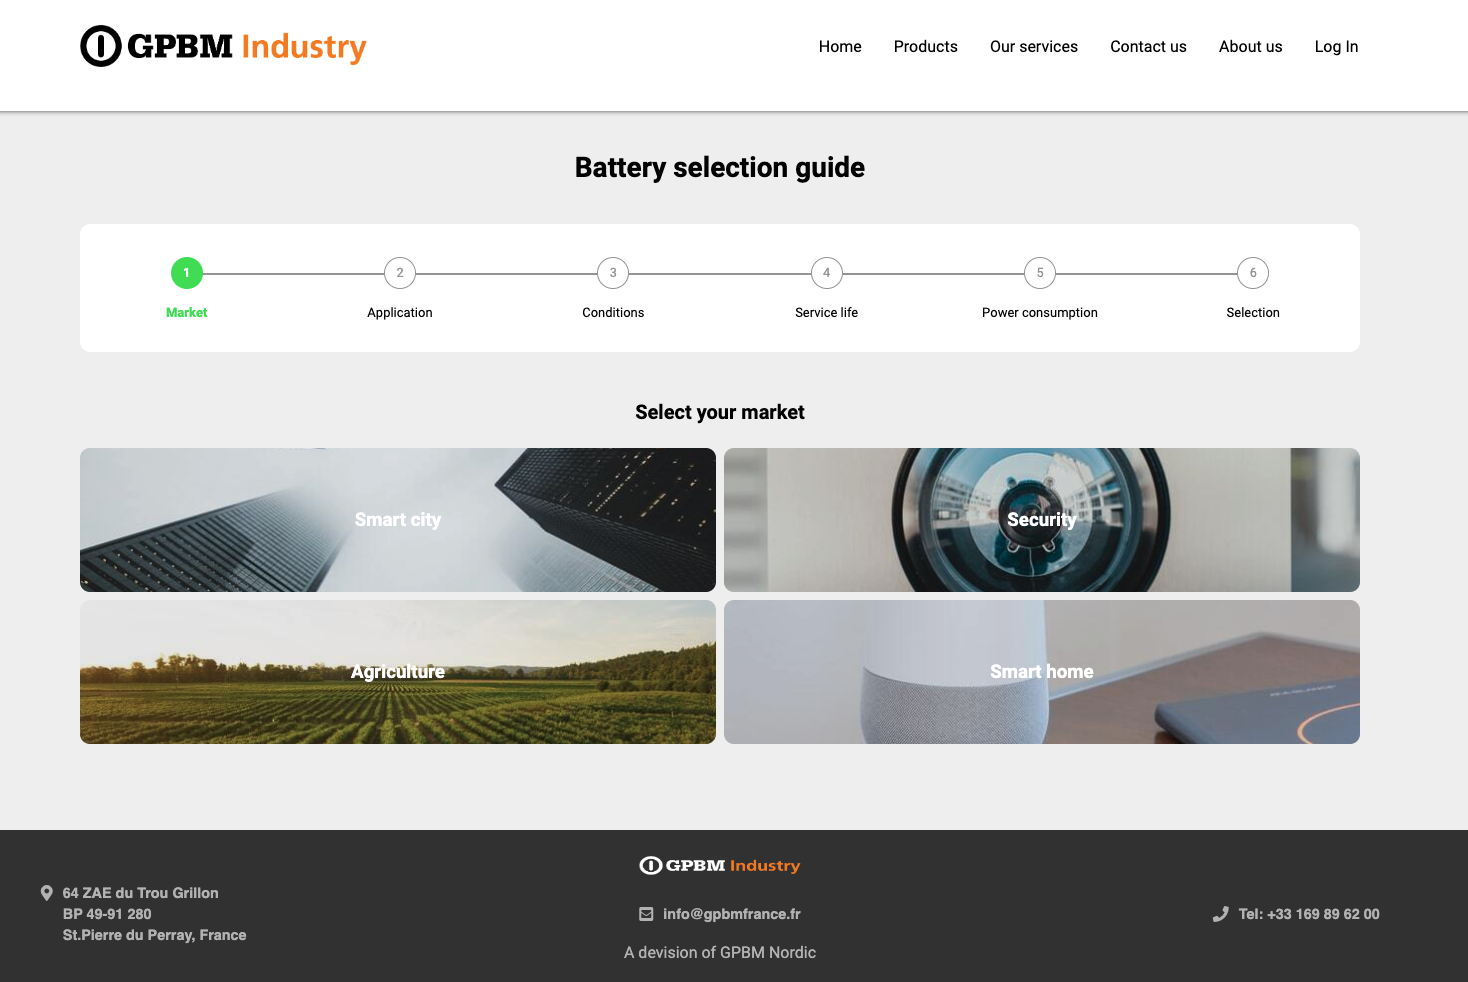 GPBM Industry
Home Products Our services Contact us About us Log In
Battery selection guide
1 2 3 4 5 6
Market Application Conditions Service life Power consumption Selection
Select your market
Smart city
Security
Agriculture
Smart home
GPBM Industry
64 ZAE du Trou Grillon
BP 49-91 280
St.Pierre du Perray, France
info@gpbmfrance.fr
A devision of GPBM Nordic
Tel: +33 169 89 62 00